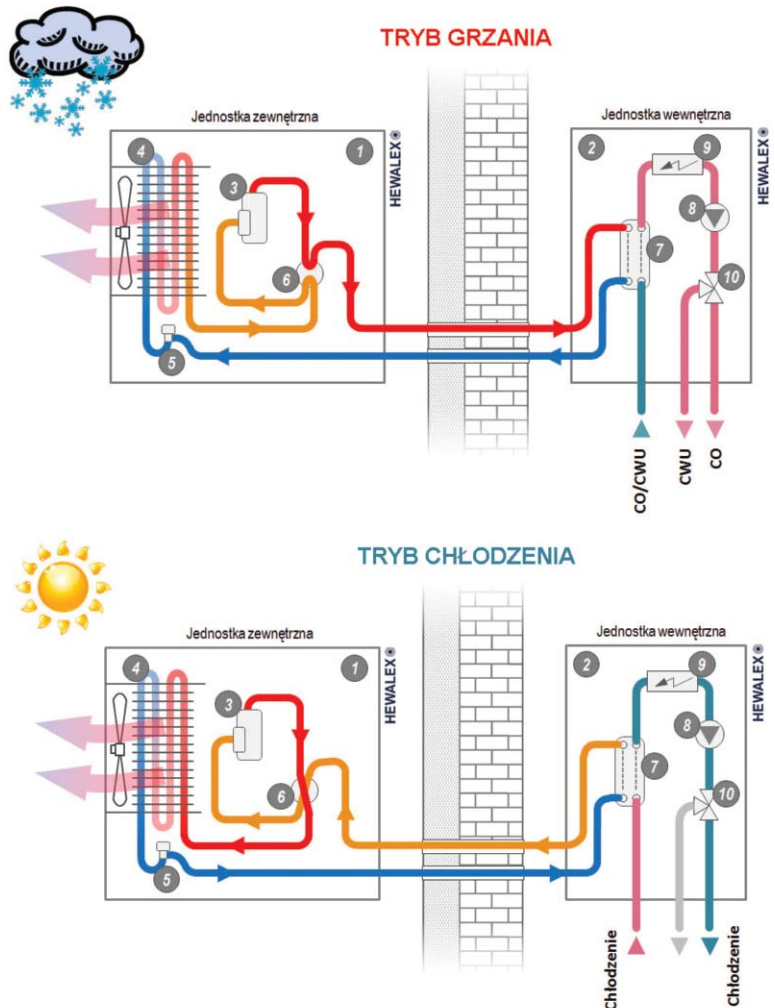 TRYB GRZANIA
Jednostka zewnętrzna
Jednostka wewnętrzna
4
1
2
9
HEWALEX
HEWALEX
3
8
7
6
10
5
CO/CWU
CWU
CO
TRYB CHŁODZENIA
Jednostka zewnętrzna
Jednostka wewnętrzna
4
1
2
9
HEWALEX
HEWALEX
3
8
7
6
10
5
Chłodzenie
Chłodzenie